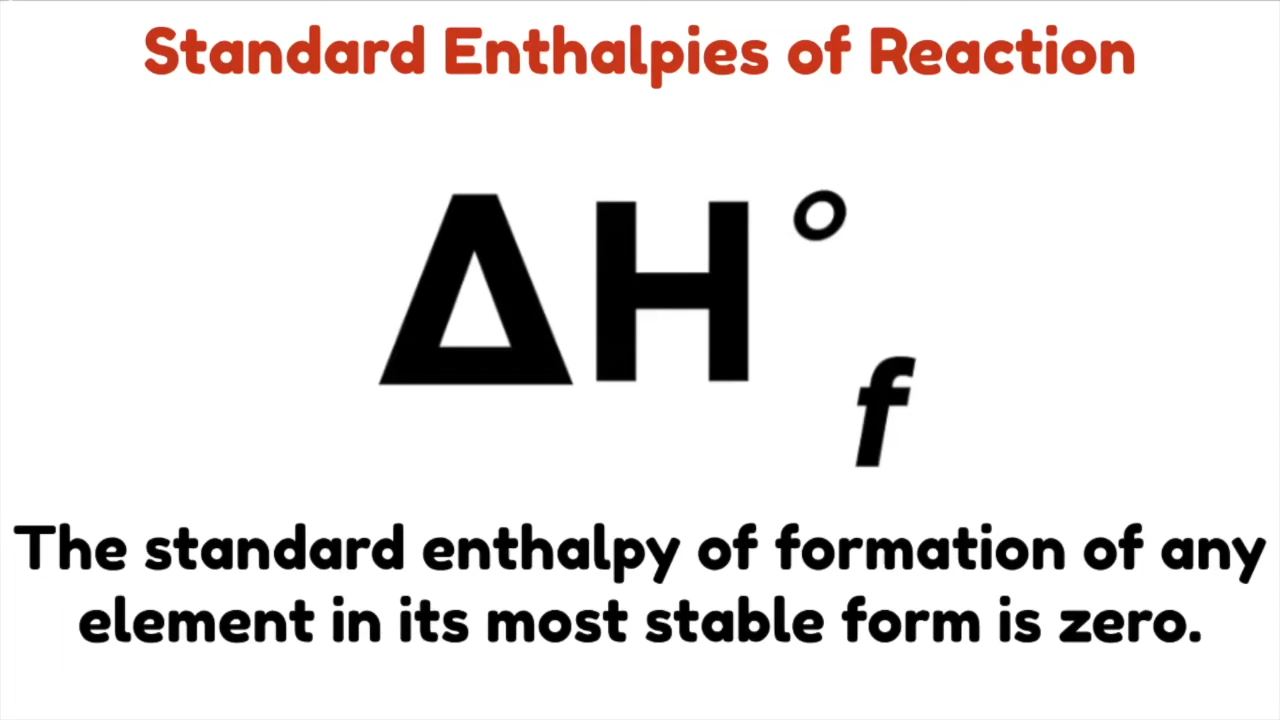 Standard Enthalpies of Reaction
ΔH°f
The standard enthalpy of formation of any
element in its most stable form is zero.